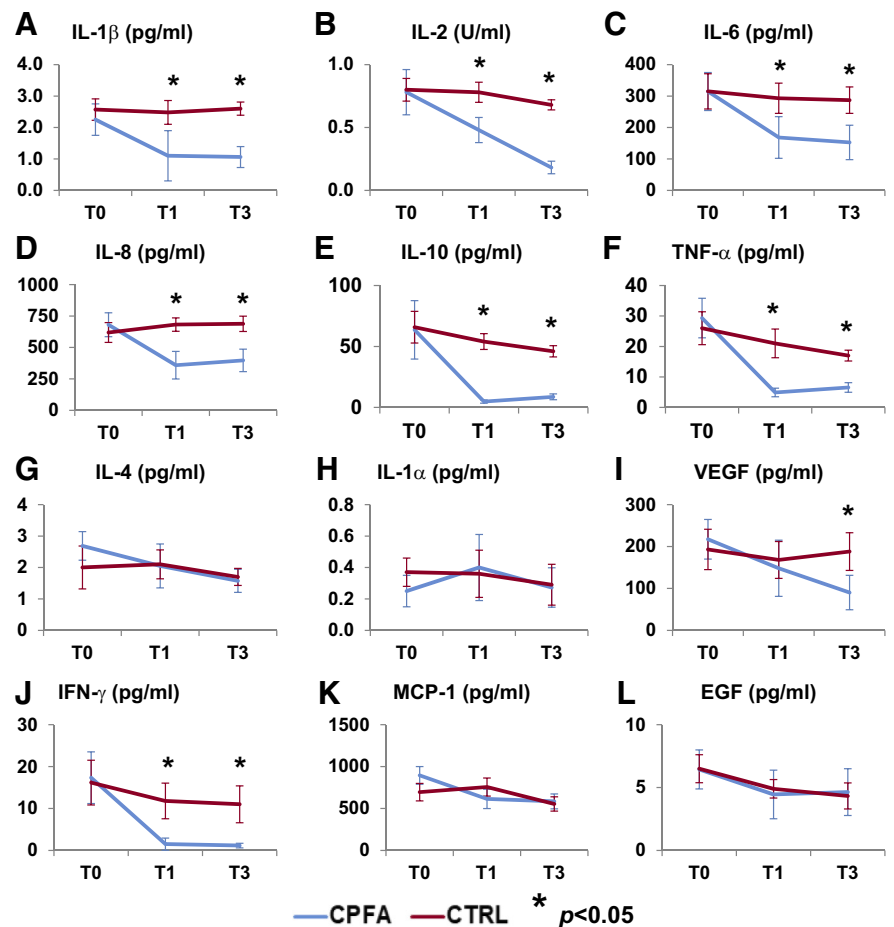 A IL-1β (pg/ml)
4.0
3.0
2.0
1.0
0.0
* *
T0 T1 T3
B IL-2 (U/ml)
1.0
0.5
0.0
* *
T0 T1 T3
C IL-6 (pg/ml)
400
300
200
100
0
* *
T0 T1 T3
D IL-8 (pg/ml)
1000
750
500
250
0
* *
T0 T1 T3
E IL-10 (pg/ml)
100
50
0
* *
T0 T1 T3
F TNF-α (pg/ml)
40
30
20
10
0
* *
T0 T1 T3
G IL-4 (pg/ml)
4
3
2
1
0
T0 T1 T3
H IL-1α (pg/ml)
0.8
0.6
0.4
0.2
0.0
T0 T1 T3
I VEGF (pg/ml)
300
200
100
0
*
T0 T1 T3
J IFN-γ (pg/ml)
30
20
10
0
* *
T0 T1 T3
K MCP-1 (pg/ml)
1500
1000
500
0
T0 T1 T3
L EGF (pg/ml)
10
5
0
T0 T1 T3
CPFA CTRL * p<0.05